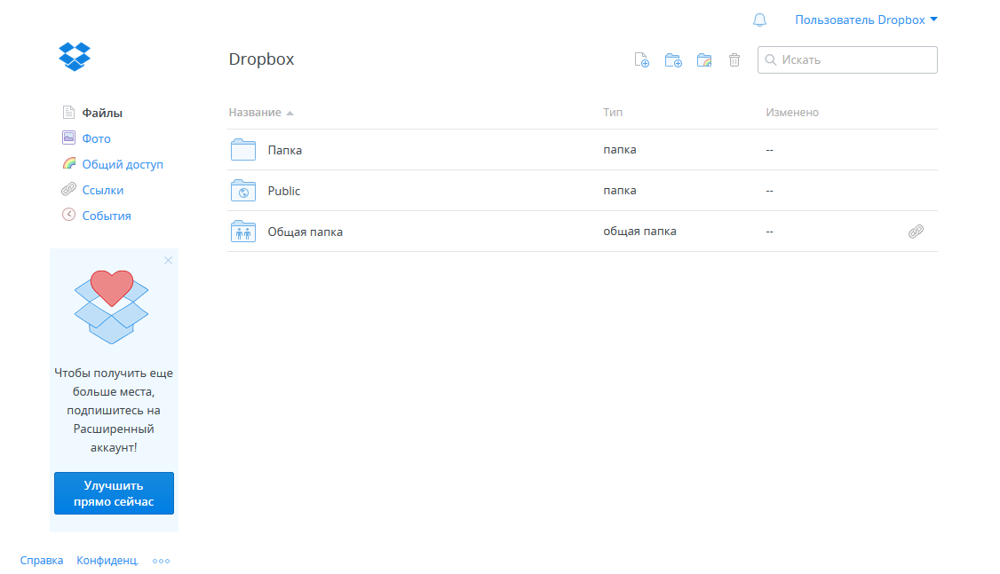 Пользователь Dropbox
Dropbox
Искать
Файлы
Фото
Общий доступ
Ссылки
События
Название Тип Изменено
Папка папка --
Public папка --
Общая папка общая папка --
Чтобы получить еще
больше места,
подпишитесь на
Расширенный
аккаунт!
Улучшить
прямо сейчас
Справка Конфиденц.